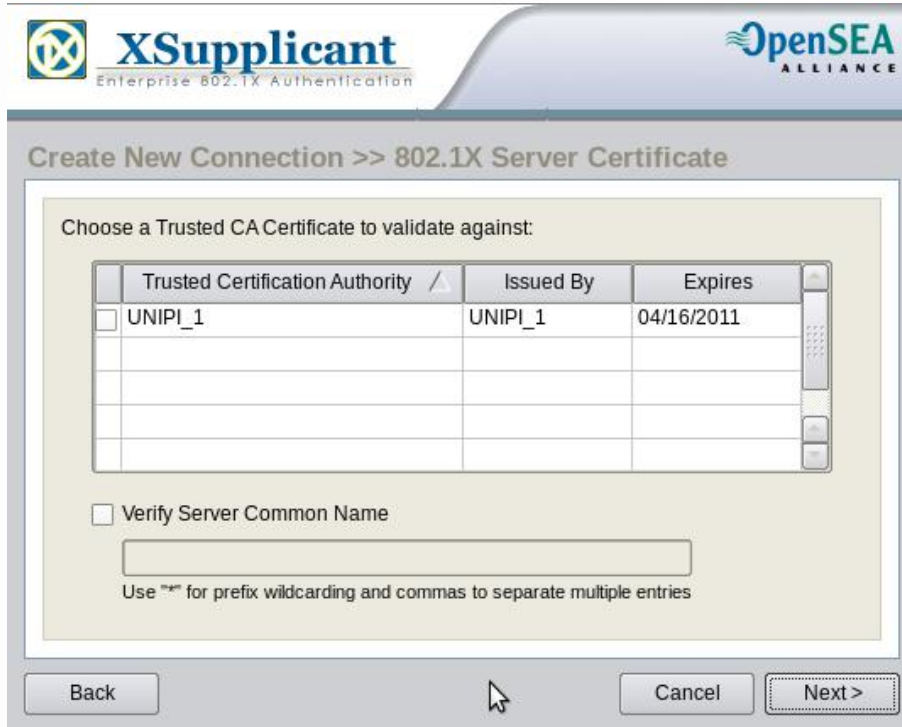 1X XSupplicant
Enterprise 802.1X Authentication
OpenSEA
ALLIANCE
Create New Connection >> 802.1X Server Certificate
Choose a Trusted CA Certificate to validate against:
Trusted Certification Authority Issued By Expires
UNIPI_1 UNIPI_1 04/16/2011
Verify Server Common Name
Use "*" for prefix wildcarding and commas to separate multiple entries
Back Cancel Next >